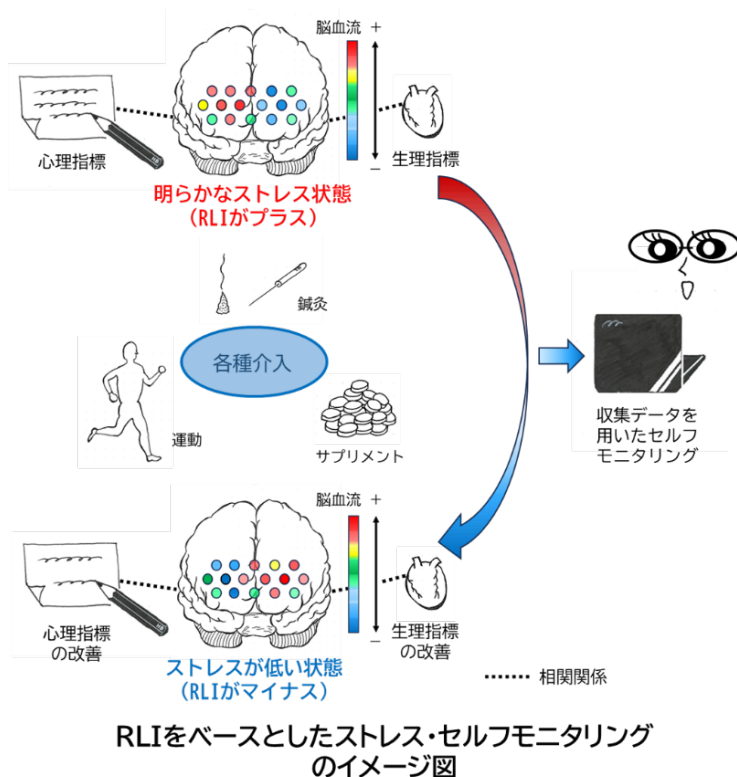 脳血流 +
−
心理指標
生理指標
明らかなストレス状態
(RLIがプラス)
鍼灸
各種介入
運動
サプリメント
収集データを
用いたセルフ
モニタリング
脳血流 +
−
心理指標
の改善
生理指標
の改善
ストレスが低い状態
(RLIがマイナス)
相関関係
RLIをベースとしたストレス・セルフモニタリング
のイメージ図